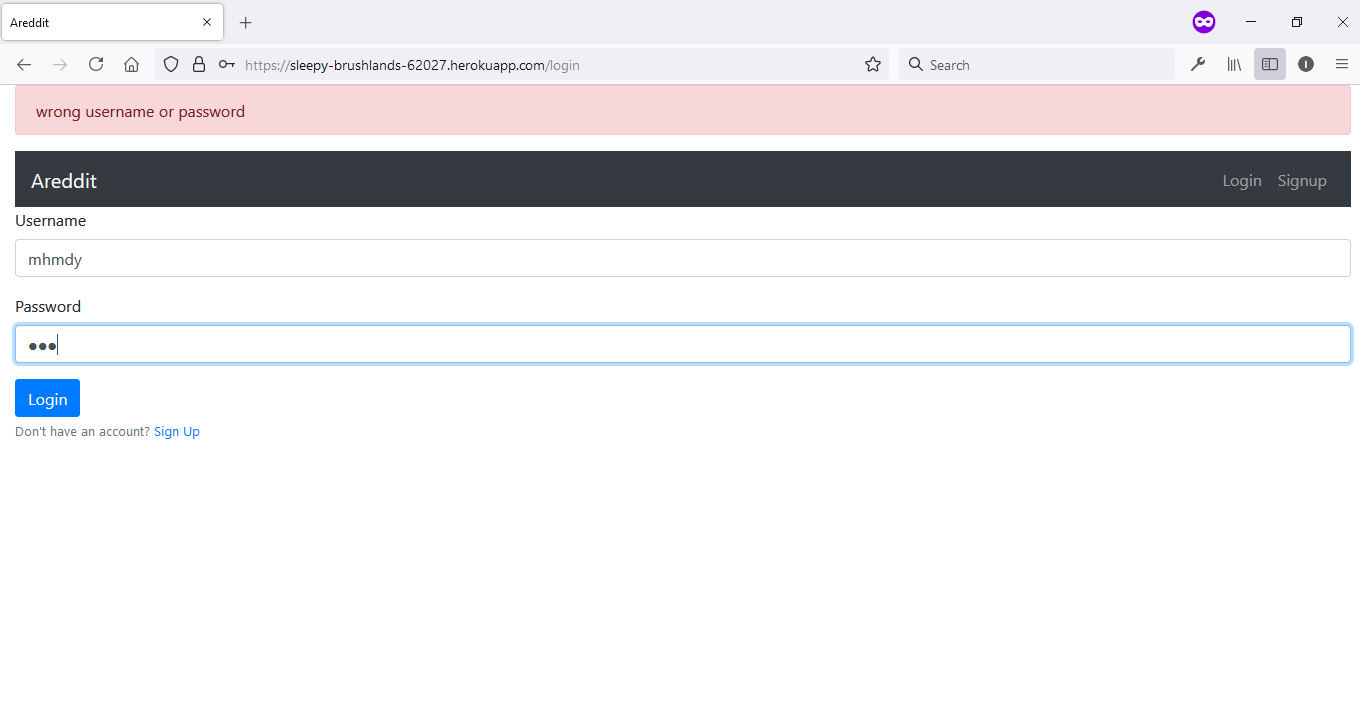 Areddit
https://sleepy-brushlands-62027.herokuapp.com/login
Search
wrong username or password
Areddit
Login Signup
Username
mhmdy
Password
Login
Don't have an account? Sign Up